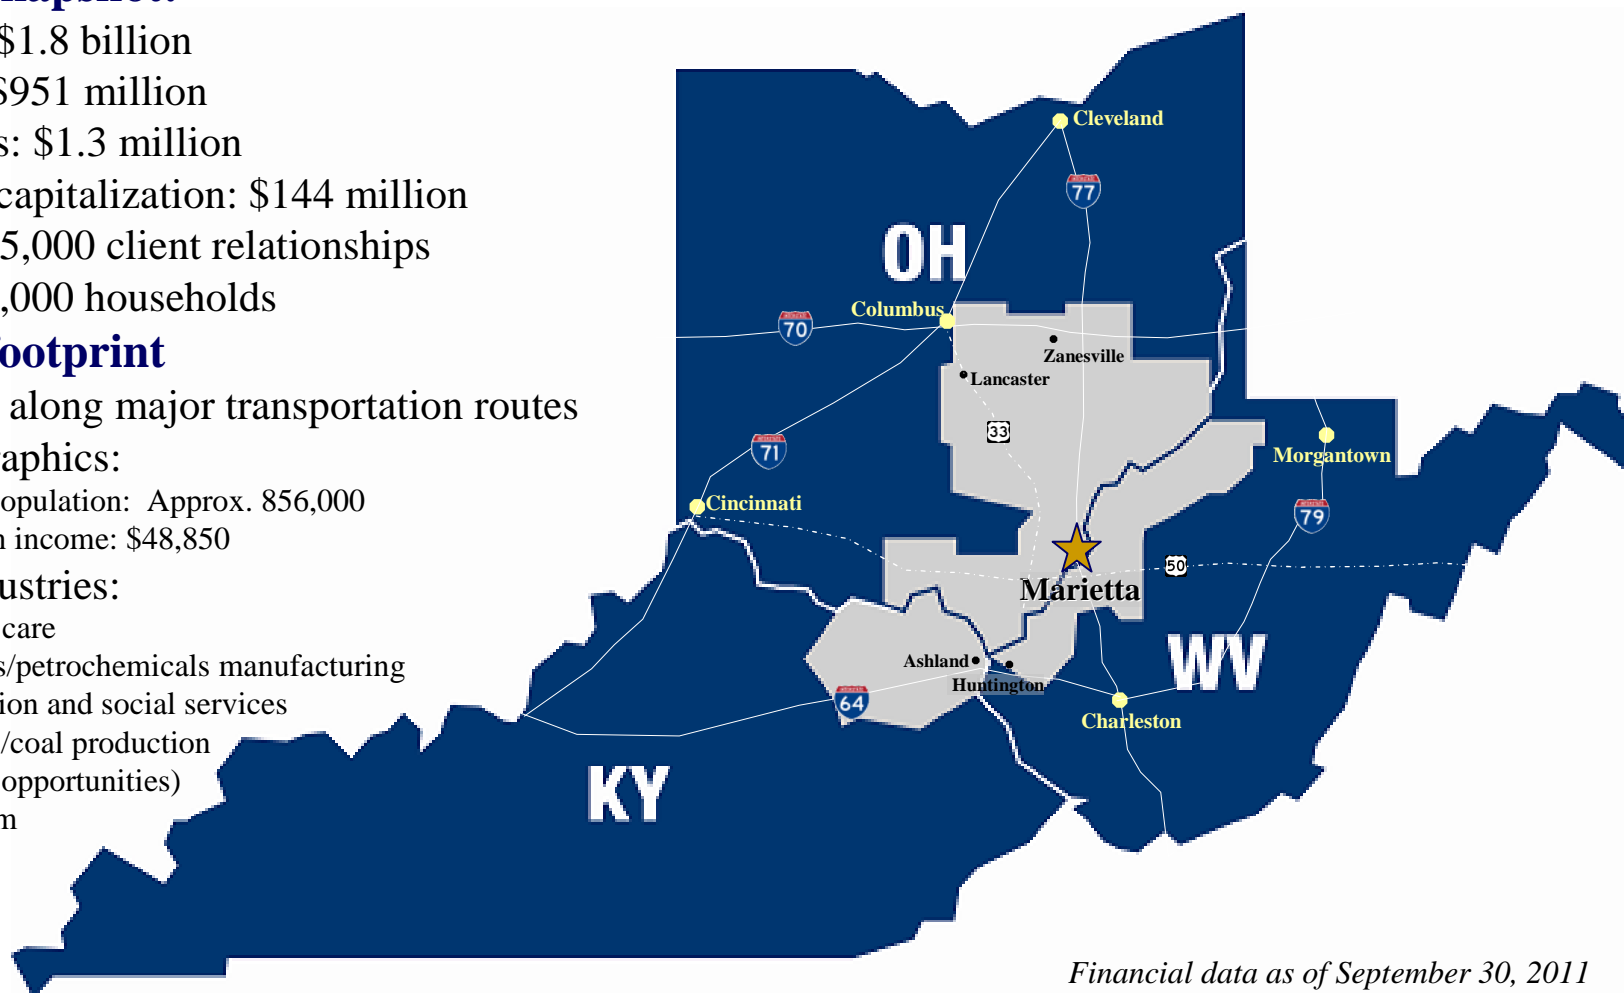 $1.8 billion
$951 million
s: $1.3 million
capitalization: $144 million
5,000 client relationships
,000 households
ootprint
along major transportation routes
raphics:
opulation: Approx. 856,000
n income: $48,850
ustries:
care
s/petrochemicals manufacturing
ion and social services
/coal production
opportunities)
m
Cleveland
77
OH
Columbus
70
Zanesville
Lancaster
33
71
Morgantown
Cincinnati
79
50
Marietta
WV
Ashland
Huntington
64
Charleston
KY
Financial data as of September 30, 2011